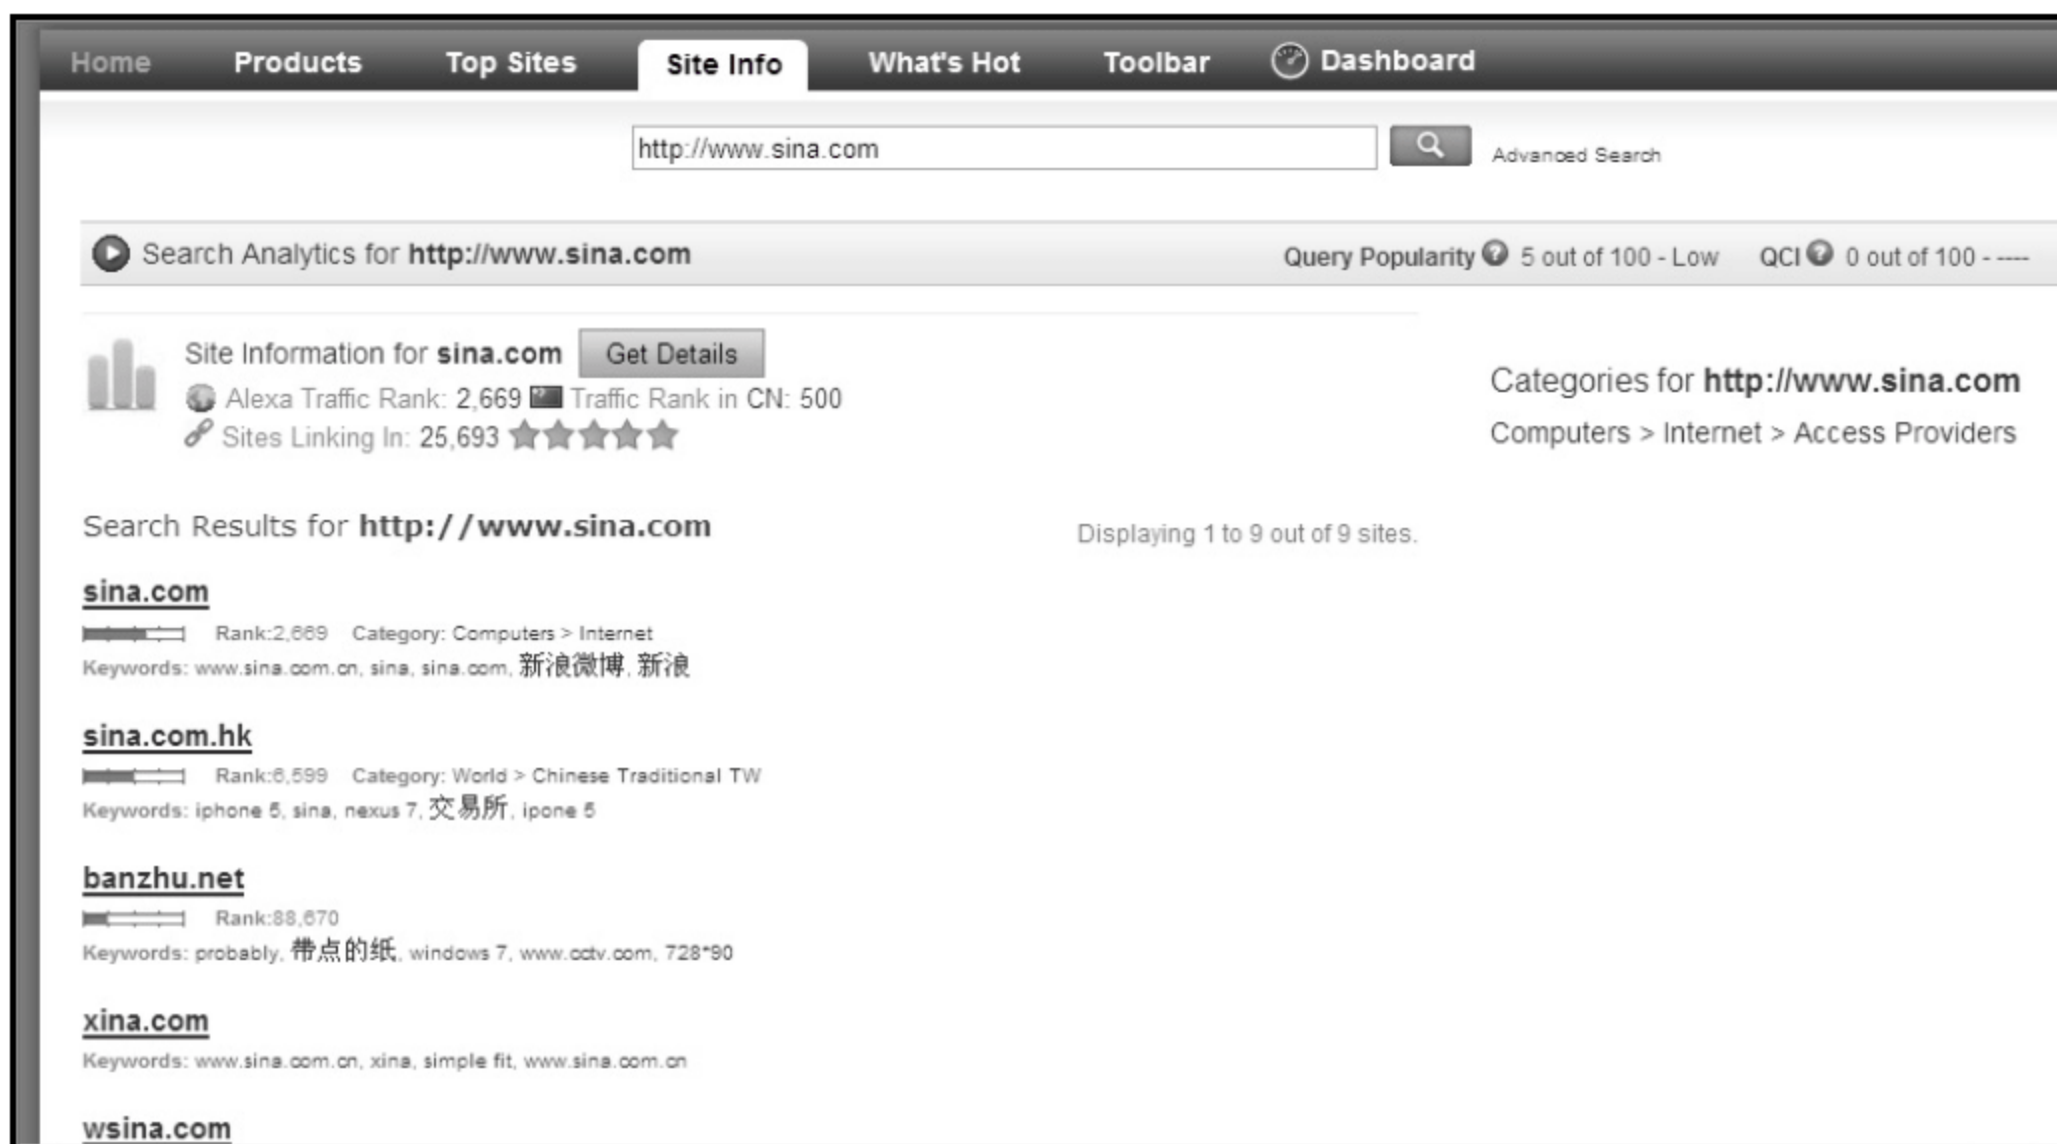 Home Products Top Sites Site Info What's Hot Toolbar Dashboard
http://www.sina.com Advanced Search
Search Analytics for http://www.sina.com Query Popularity ? 5 out of 100 - Low QCI ? 0 out of 100 - ----
Site Information for sina.com Get Details
Alexa Traffic Rank: 2,669 Traffic Rank in CN: 500
Sites Linking In: 25,693
Categories for http://www.sina.com
Computers > Internet > Access Providers
Search Results for http://www.sina.com Displaying 1 to 9 out of 9 sites.
sina.com
Rank:2,669 Category: Computers > Internet
Keywords: www.sina.com.cn, sina, sina.com, 新浪微博, 新浪
sina.com.hk
Rank:6,599 Category: World > Chinese Traditional TW
Keywords: iphone 5, sina, nexus 7, 交易所, ipone 5
banzhu.net
Rank:88,670
Keywords: probably, 带点的纸, windows 7, www.cctv.com, 728*90
xina.com
Keywords: www.sina.com.cn, xina, simple fit, www.sina.com.cn
wsina.com